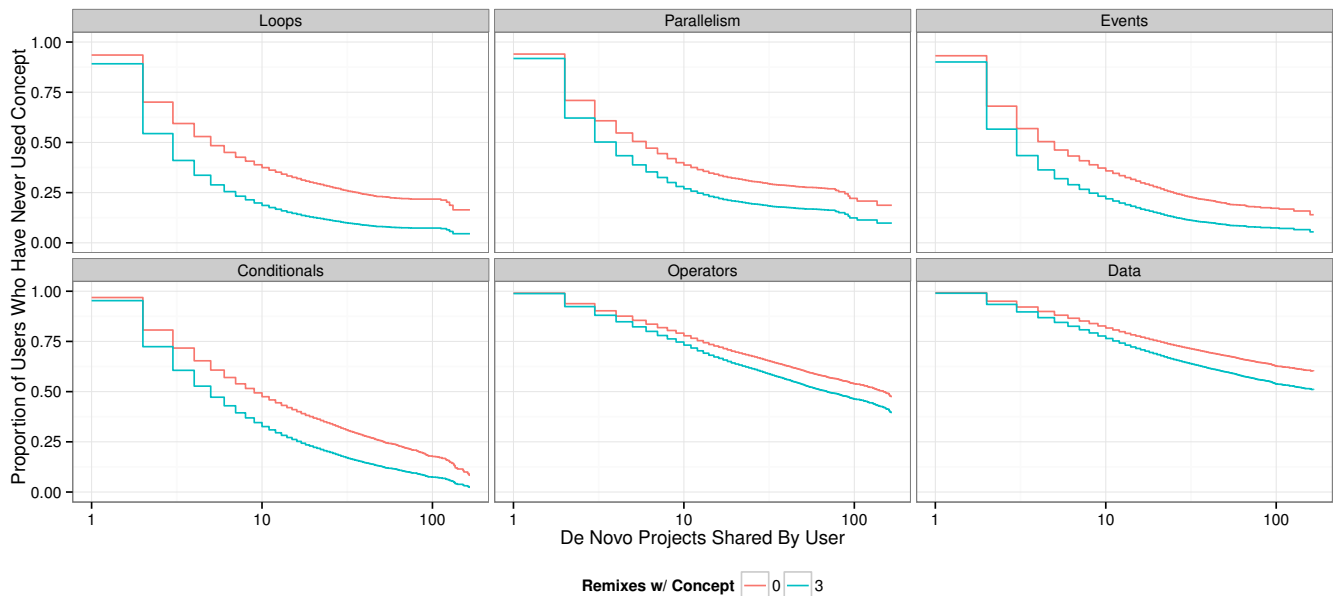 Loops Parallelism Events
Proportion of Users Who Have Never Used Concept
1.00
0.75
0.50
0.25
0.00
Conditionals Operators Data
1.00
0.75
0.50
0.25
0.00
1 10 100 1 10 100 1 10 100
De Novo Projects Shared By User
Remixes w/ Concept 0 3